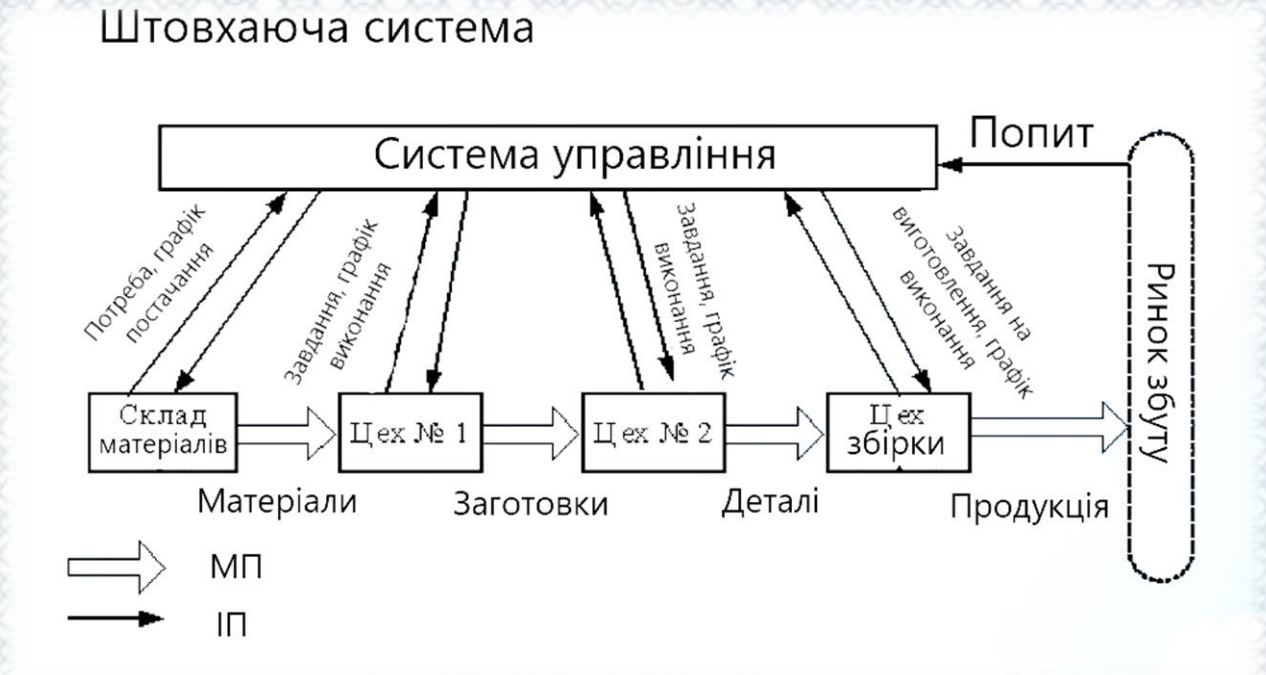 Штовхаюча система
Попит
Система управління
Потреба, графік
постачання
Завдання, графік
виконання
Завдання, графік
виконання
Завдання на
виготовлення, графік
виконання
Ринок збуту
Склад
матеріалів
Цех № 1
Цех № 2
Цех
збірки
Матеріали
Заготовки
Деталі
Продукція
МП
ІП